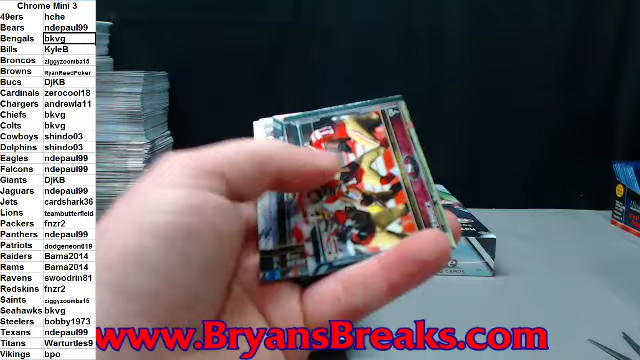 Chrome Mini 3
49ers hche
Bears ndepaul99
Bengals bkvg
Bills KyleB
Broncos ziggyzoomba15
Browns RyanReedPoker
Bucs DjKB
Cardinals zerocool18
Chargers andrewla11
Chiefs bkvg
Colts bkvg
Cowboys shindo03
Dolphins shindo03
Eagles ndepaul99
Falcons ndepaul99
Giants DjKB
Jaguars ndepaul99
Jets cardshark36
Lions teambutterfield
Packers fnzr2
Panthers ndepaul99
Patriots dodgeneon619
Raiders Bama2014
Rams Bama2014
Ravens swoodrin81
Redskins fnzr2
Saints ziggyzoomba15
Seahawks bkvg
Steelers bobby1973
Texans ndepaul99
Titans Warturtles9
Vikings bpo
www.BryansBreaks.com